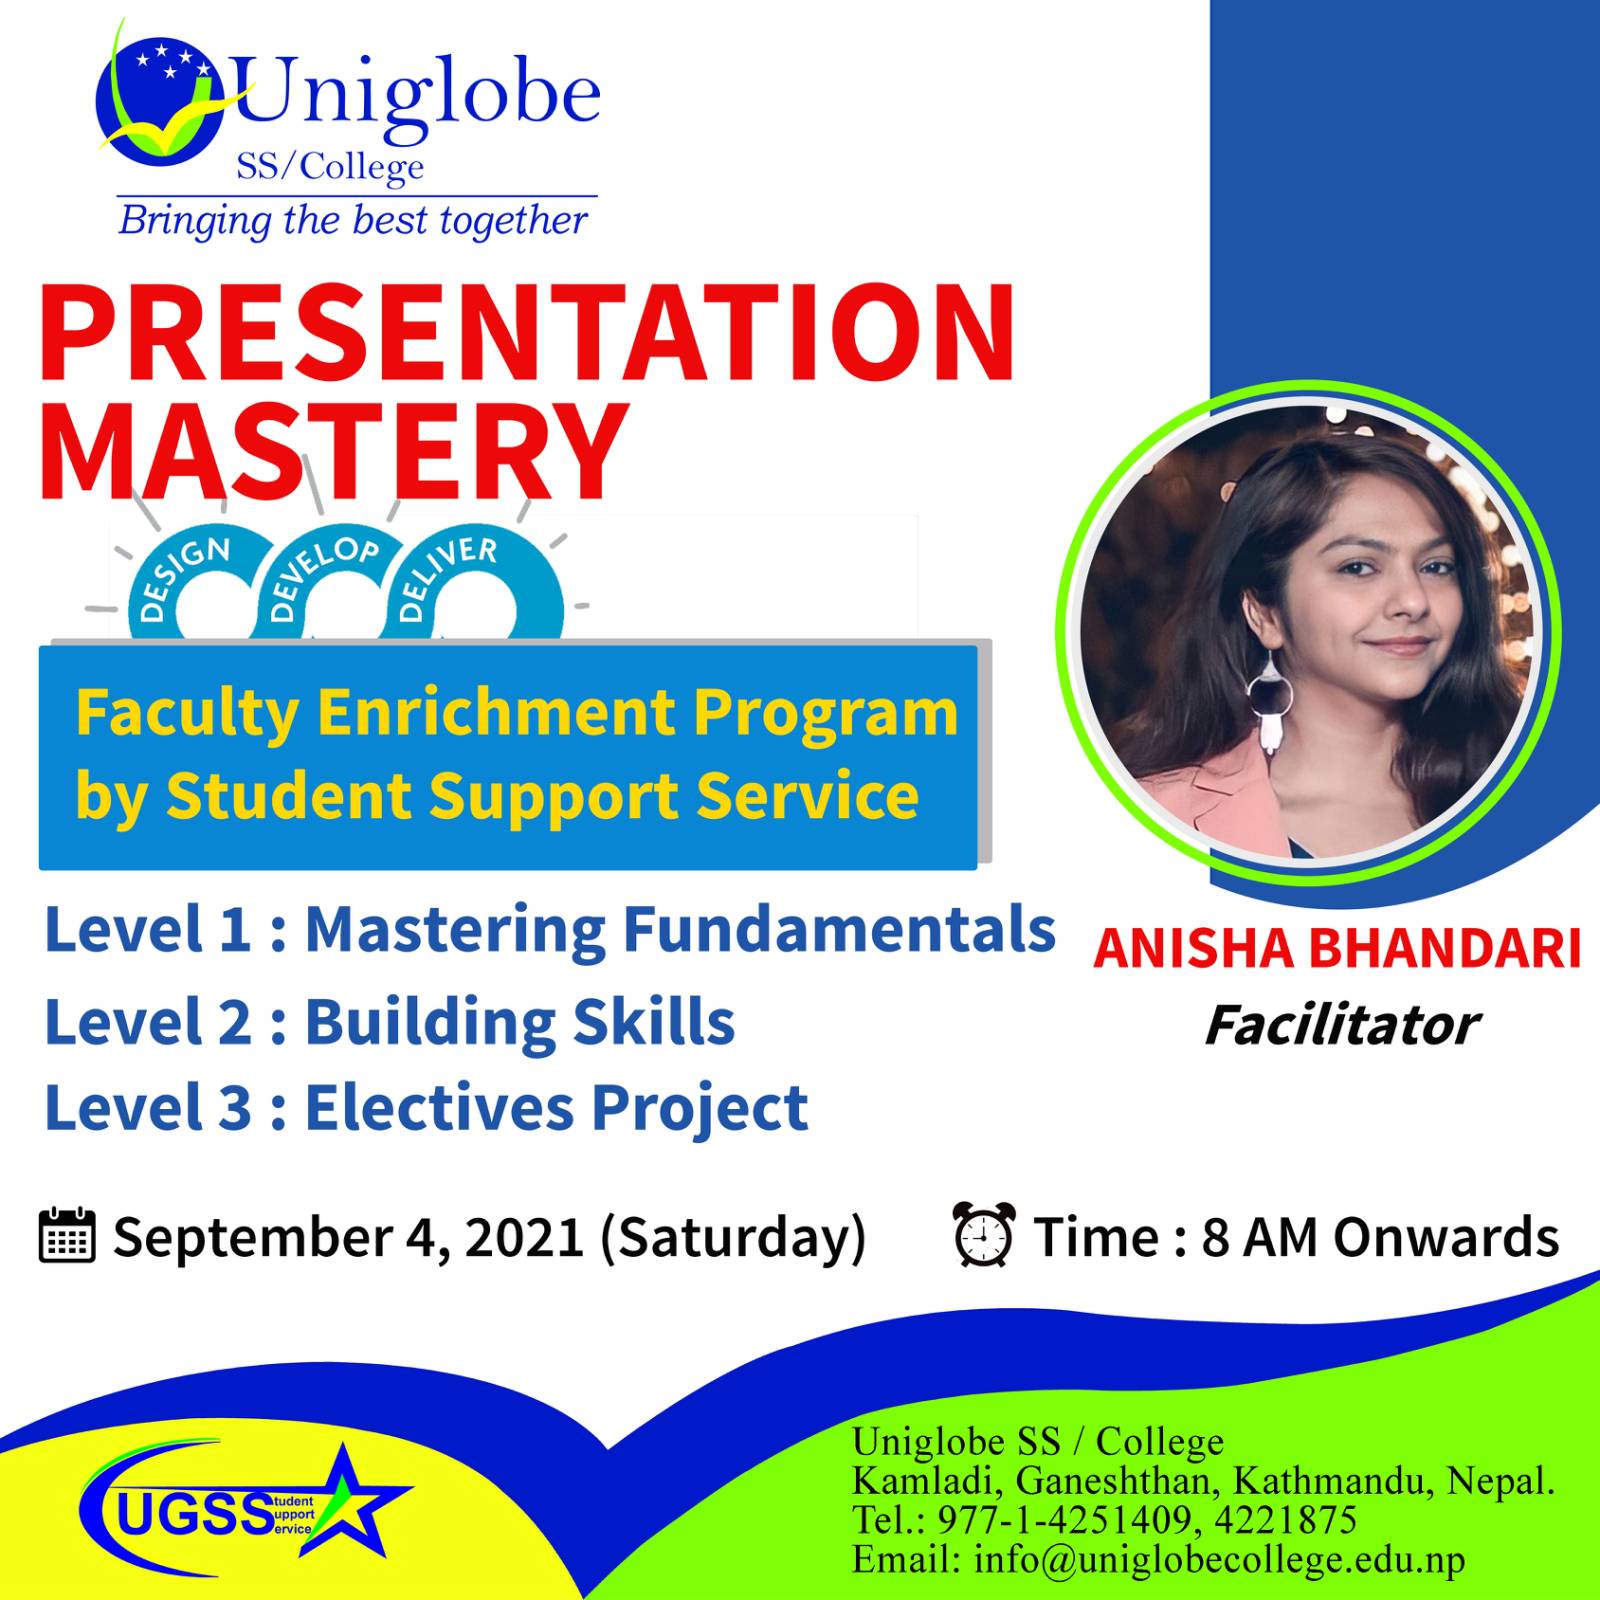 Uniglobe
SS/College
Bringing the best together
PRESENTATION
MASTERY
DESIGN
DEVELOP
DELIVER
Faculty Enrichment Program
by Student Support Service
Level 1 : Mastering Fundamentals
Level 2 : Building Skills
Level 3 : Electives Project
ANISHA BHANDARI
Facilitator
September 4, 2021 (Saturday)
Time : 8 AM Onwards
UGSS
Student
Support
Service
Uniglobe SS / College
Kamladi, Ganeshthan, Kathmandu, Nepal.
Tel.: 977-1-4251409, 4221875
Email: info@uniglobecollege.edu.np